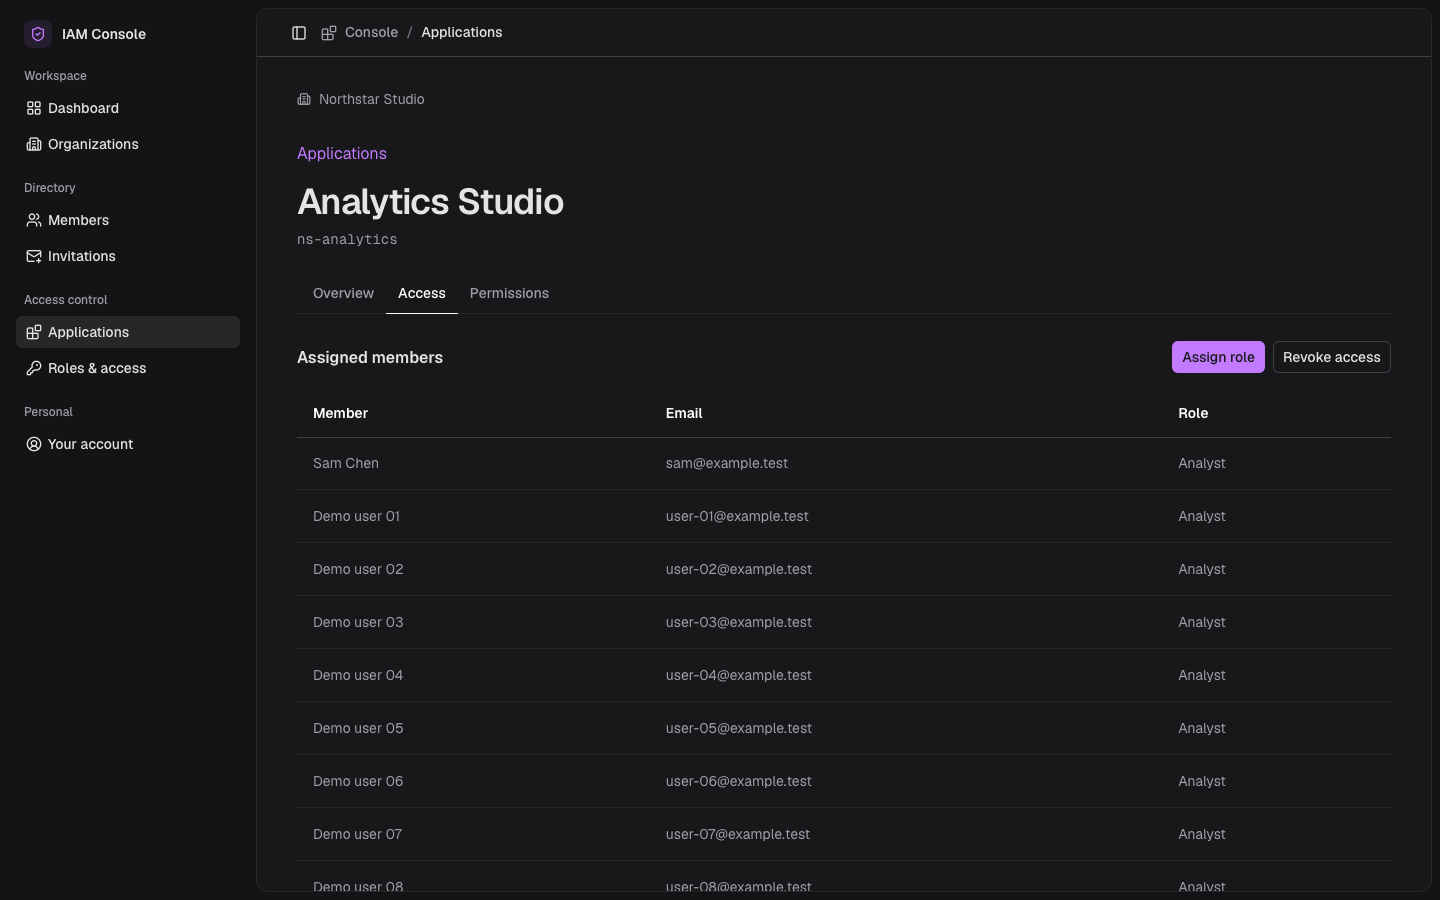 IAM Console
Workspace
Dashboard
Organizations
Directory
Members
Invitations
Access control
Applications
Roles & access
Personal
Your account
Console / Applications
Northstar Studio
Applications
Analytics Studio
ns-analytics
Overview Access Permissions
Assigned members
Assign role Revoke access
Member Email Role
Sam Chen sam@example.test Analyst
Demo user 01 user-01@example.test Analyst
Demo user 02 user-02@example.test Analyst
Demo user 03 user-03@example.test Analyst
Demo user 04 user-04@example.test Analyst
Demo user 05 user-05@example.test Analyst
Demo user 06 user-06@example.test Analyst
Demo user 07 user-07@example.test Analyst
Demo user 08 user-08@example.test Analyst